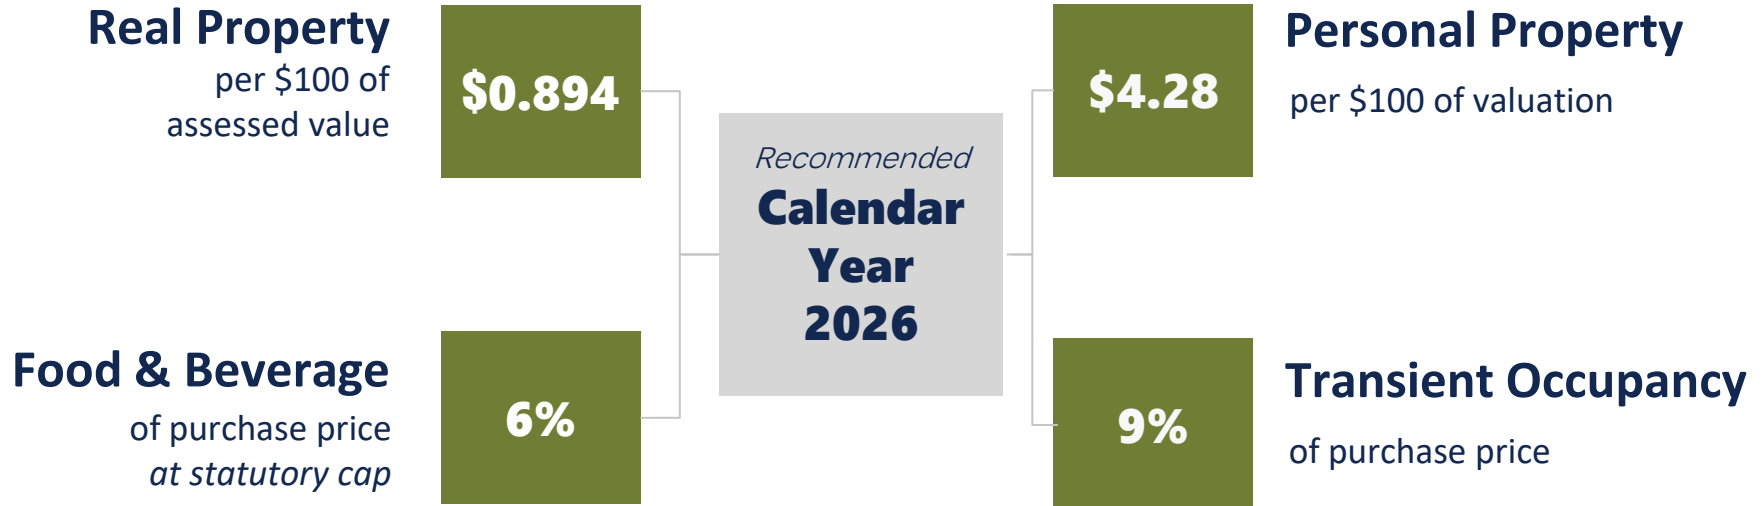 Real Property
per $100 of
assessed value
$0.894
Food & Beverage
of purchase price
at statutory cap
6%
Recommended
Calendar
Year
2026
$4.28
Personal Property
per $100 of valuation
9%
Transient Occupancy
of purchase price